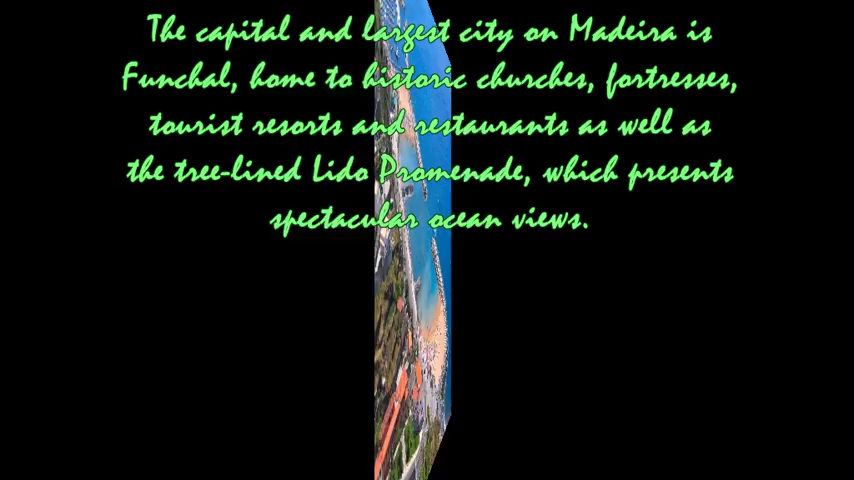 The capital and largest city on Madeira is
Funchal, home to historic churches, fortresses,
tourist resorts and restaurants as well as
the tree-lined Lido Promenade, which presents
spectacular ocean views.